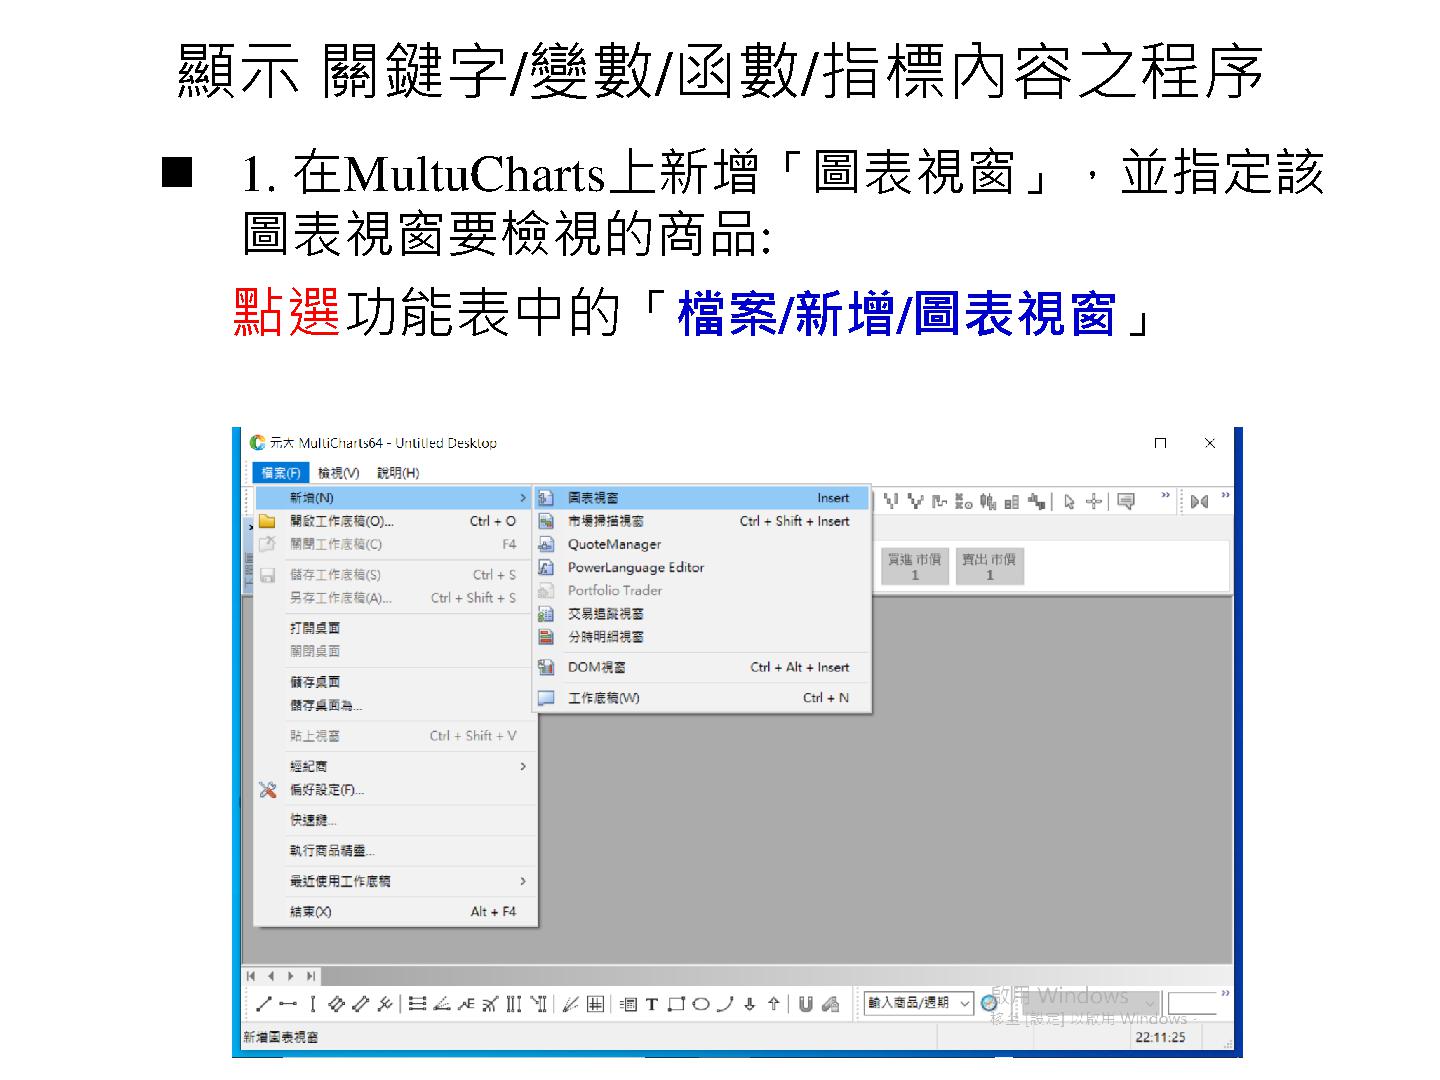 顯示 關鍵字/變數/函數/指標內容之程序
■ 1. 在MultuCharts上新增「圖表視窗」，並指定該
圖表視窗要檢視的商品:
點選功能表中的「檔案/新增/圖表視窗」
元大 MultiCharts64 - Untitled Desktop
檔案(F) 檢視(V) 說明(H)
新增(N) >
開啟工作底稿(O)... Ctrl + O
關閉工作底稿(C) F4
儲存工作底稿(S) Ctrl + S
另存工作底稿(A)... Ctrl + Shift + S
打開桌面
關閉桌面
儲存桌面
儲存桌面為...
貼上視窗 Ctrl + Shift + V
經紀商 >
偏好設定(F)...
快速鍵...
執行商品精靈...
最近使用工作底稿 >
結束(X) Alt + F4
圖表視窗 Insert
市場掃描視窗 Ctrl + Shift + Insert
QuoteManager
PowerLanguage Editor
Portfolio Trader
交易追蹤視窗
分時明細視窗
DOM視窗 Ctrl + Alt + Insert
工作底稿(W) Ctrl + N
買進 市價
1
賣出 市價
1
輸入商品/週期
啟用 Windows
移至 [設定] 以啟用 Windows。
新增圖表視窗
22:11:25